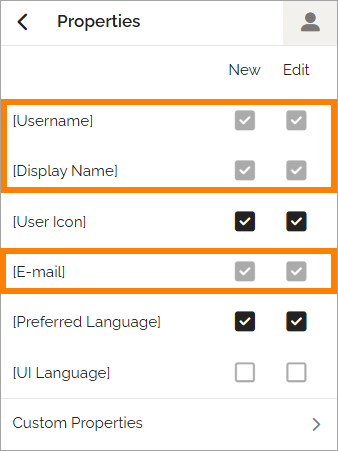 Properties
New Edit
[Username]
[Display Name]
[User Icon]
[E-mail]
[Preferred Language]
[UI Language]
Custom Properties